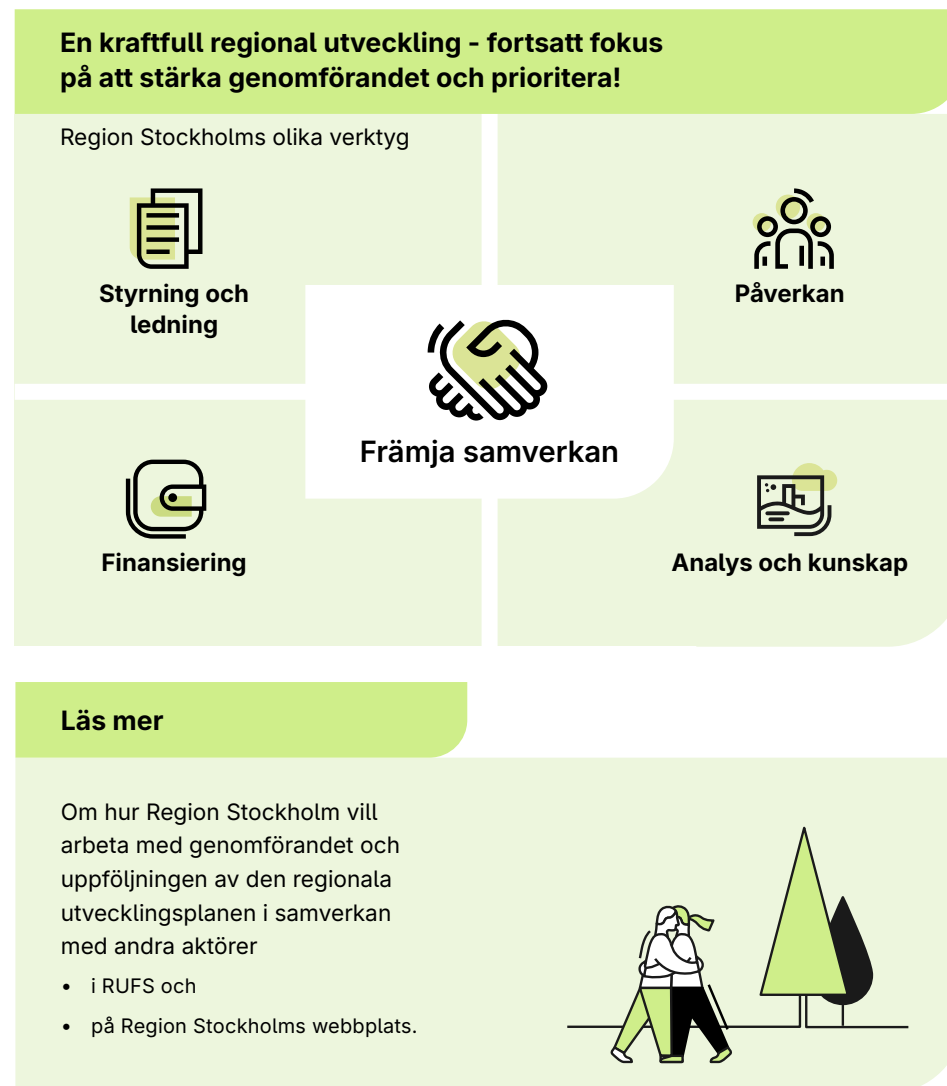 En kraftfull regional utveckling - fortsatt fokus
på att stärka genomförandet och prioritera!
Region Stockholms olika verktyg
Styrning och
ledning
Påverkan
Främja samverkan
Finansiering
Analys och kunskap
Läs mer
Om hur Region Stockholm vill
arbeta med genomförandet och
uppföljningen av den regionala
utvecklingsplanen i samverkan
med andra aktörer
• i RUFS och
• på Region Stockholms webbplats.